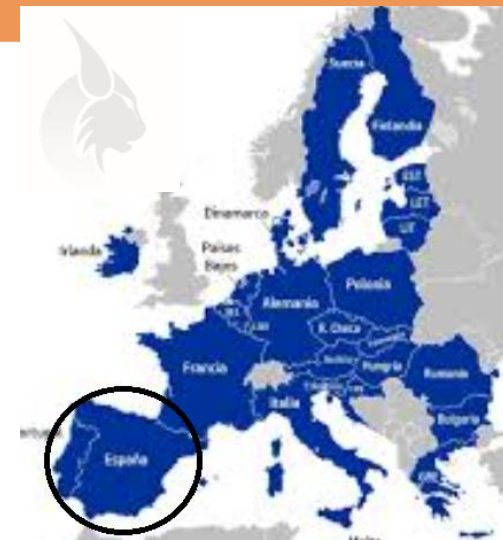 Suecia
Finlandia
EST
LET
LIT
Dinamarca
Irlanda
Países
Bajos
Polonia
Alemania
R. Checa
Francia
Hungría
Rumanía
Italia
Bulgaria
España